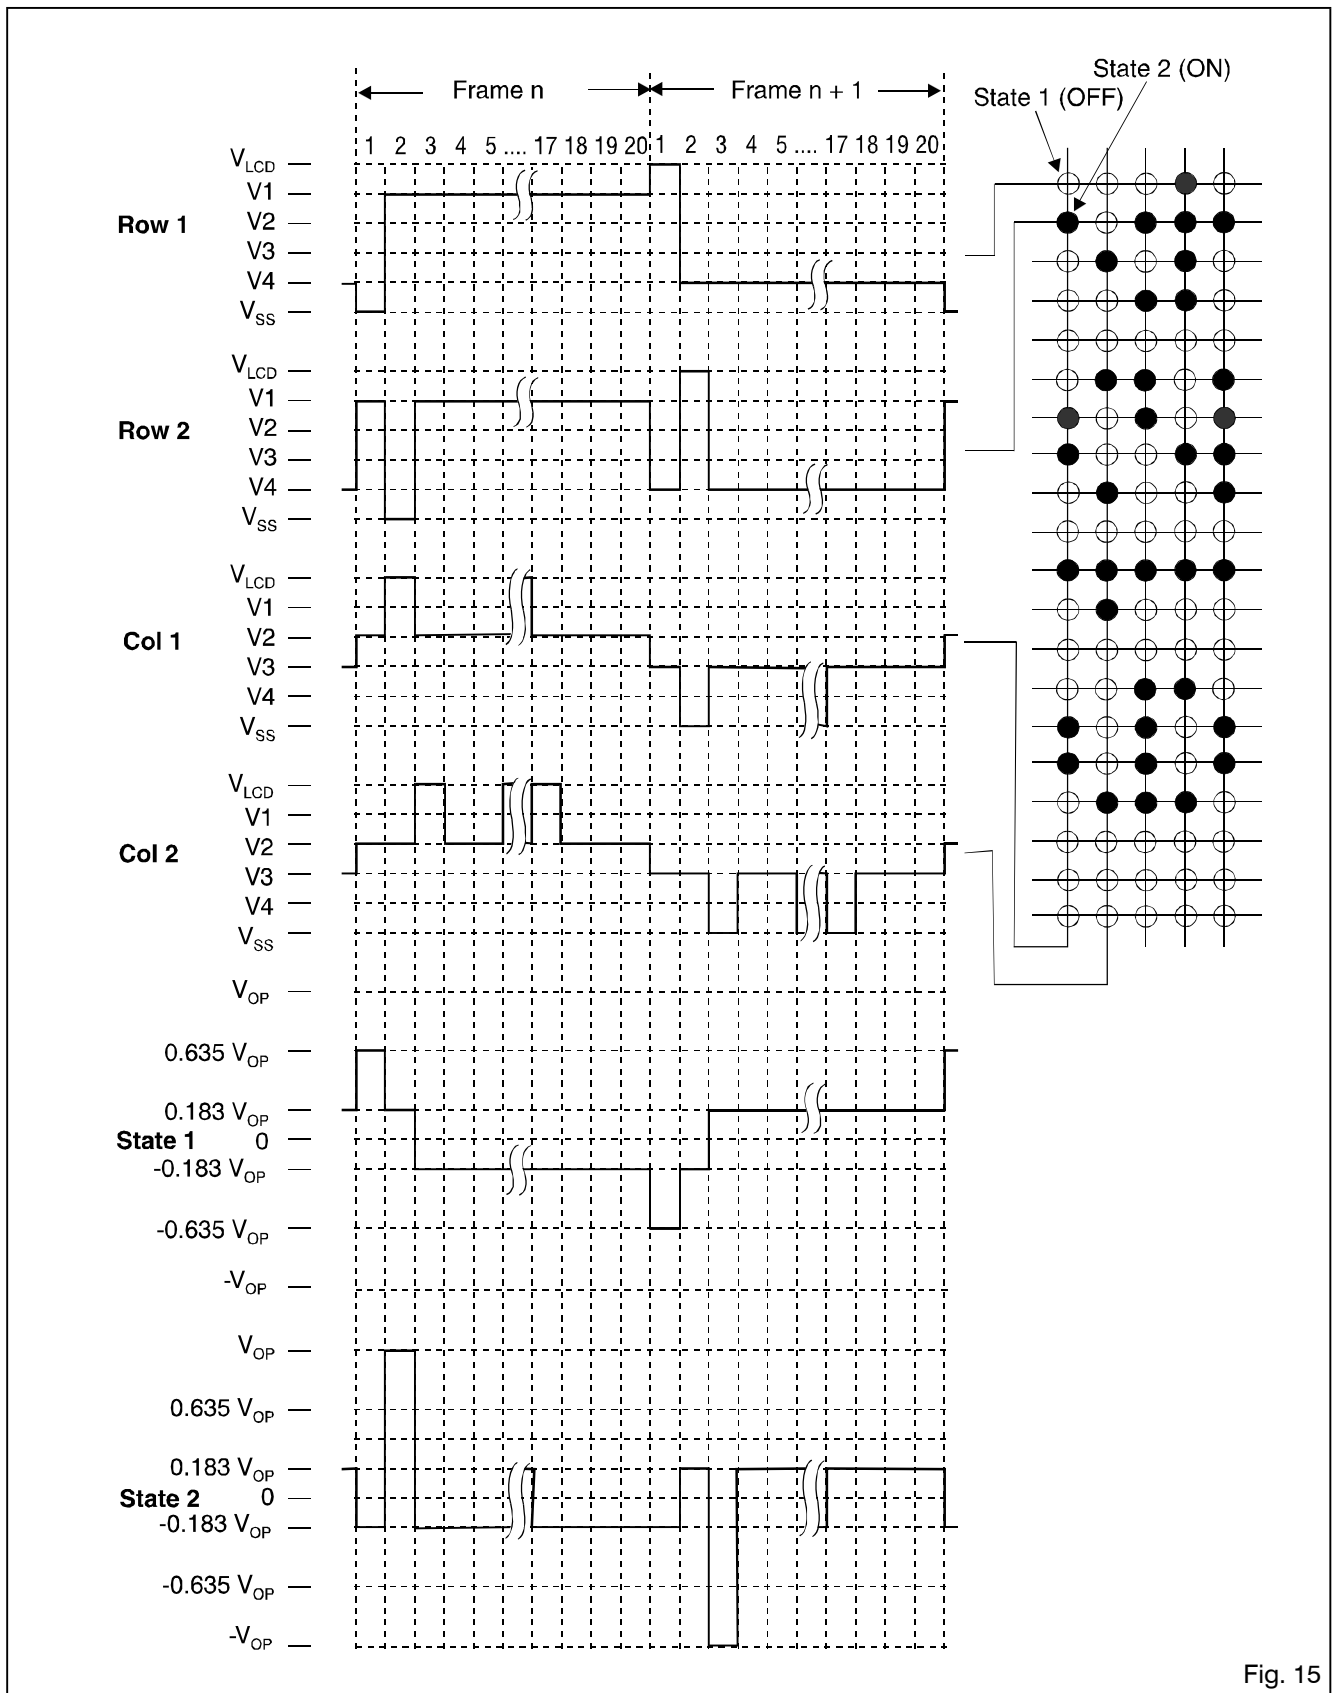 State 2 (ON)
State 1 (OFF)
Frame n
Frame n + 1
1 2 3 4 5 .... 17 18 19 20 1 2 3 4 5 .... 17 18 19 20
Row 1
VLCD
V1
V2
V3
V4
VSS
Row 2
VLCD
V1
V2
V3
V4
VSS
Col 1
VLCD
V1
V2
V3
V4
VSS
Col 2
VLCD
V1
V2
V3
V4
VSS
State 1
VOP
0.635 VOP
0.183 VOP
0
-0.183 VOP
-0.635 VOP
-VOP
State 2
VOP
0.635 VOP
0.183 VOP
0
-0.183 VOP
-0.635 VOP
-VOP
Fig. 15